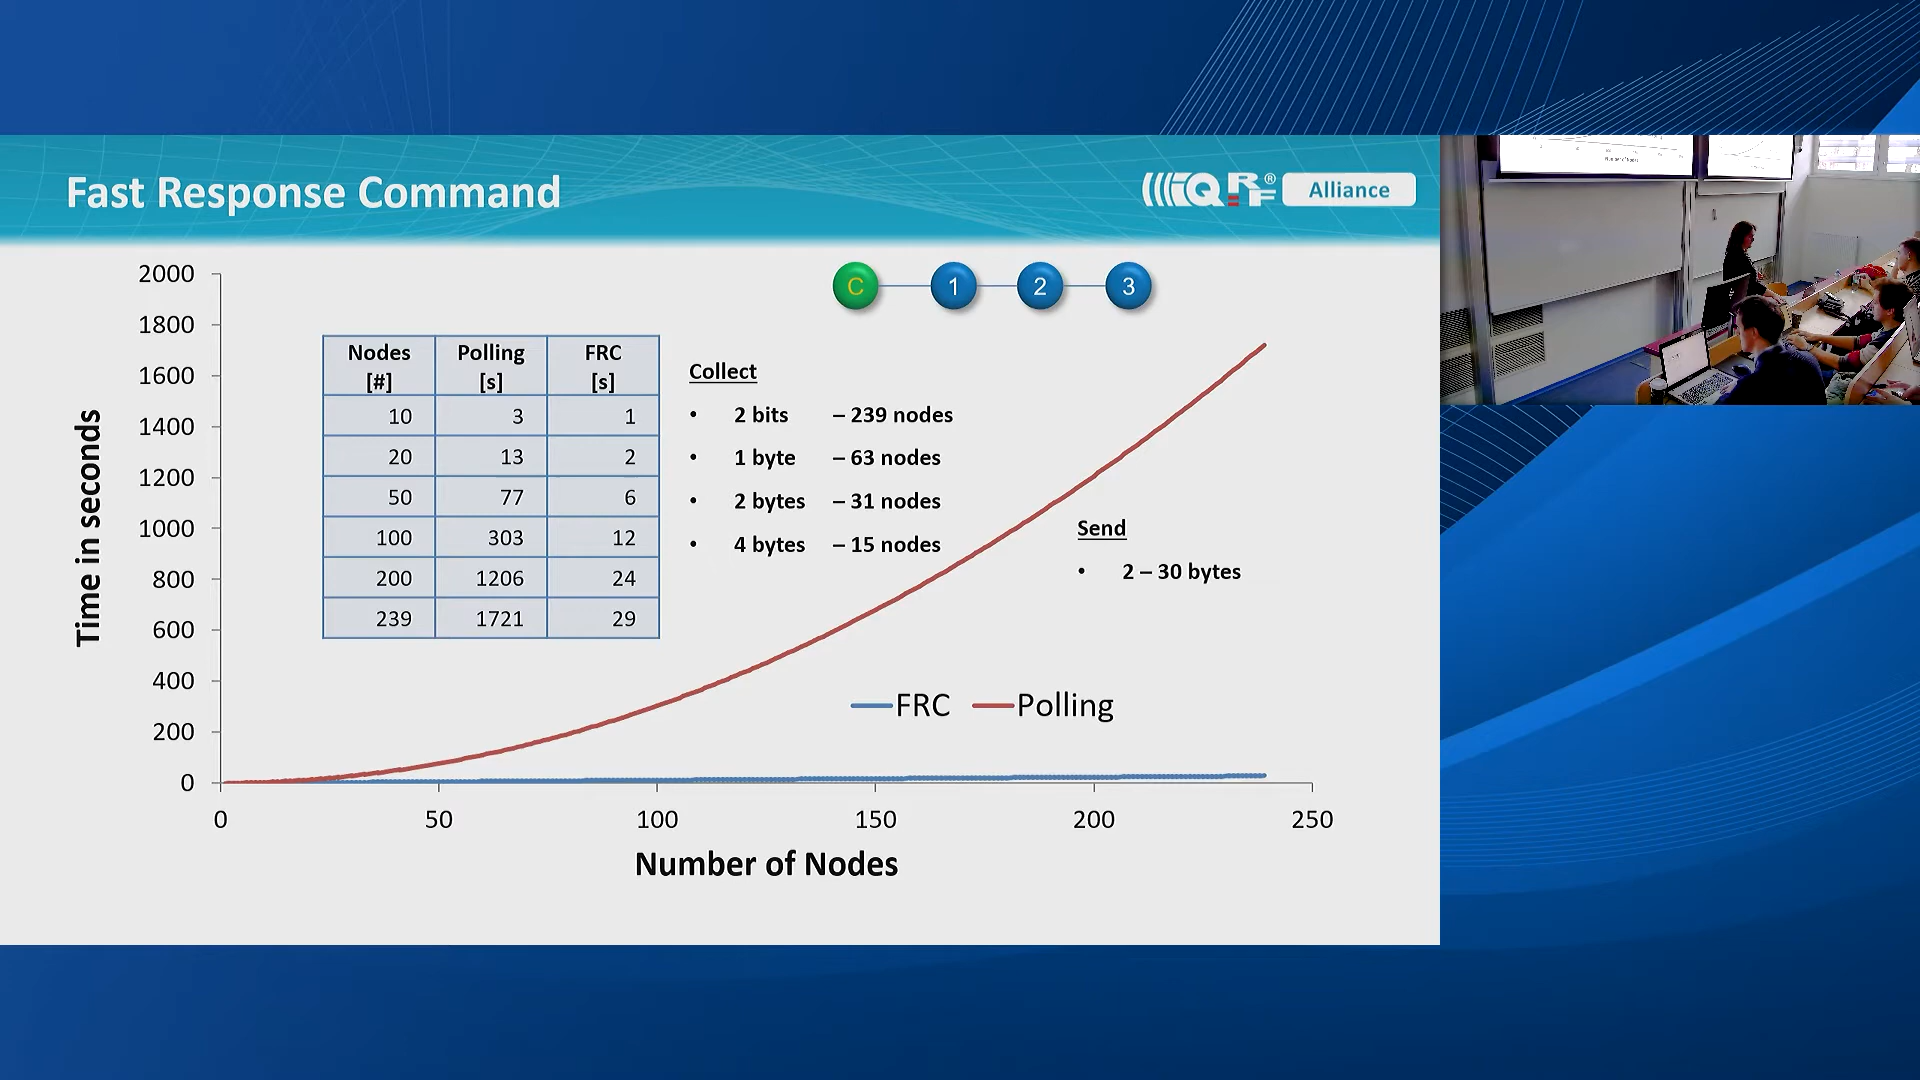 Fast Response Command
IQRF® Alliance
C 1 2 3
2000
1800
1600
1400
1200
1000
800
600
400
200
0
Time in seconds
Nodes [#] Polling [s] FRC [s]
10 3 1
20 13 2
50 77 6
100 303 12
200 1206 24
239 1721 29
Collect
• 2 bits – 239 nodes
• 1 byte – 63 nodes
• 2 bytes – 31 nodes
• 4 bytes – 15 nodes
Send
• 2 – 30 bytes
FRC Polling
0 50 100 150 200 250
Number of Nodes
Number of Nodes